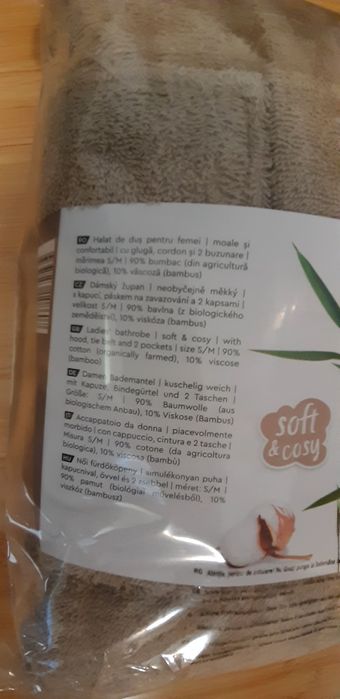 RO Halat de duș pentru femei | moale și
confortabil | cu glugă, cordon și 2 buzunare |
mărimea S/M | 90% bumbac (din agricultură
biologică), 10% vâscoză (bambus)
CZ Dámský župan | neobyčejně měkký |
s kapucí, páskem na zavazování a 2 kapsami |
velikost S/M | 90% bavlna (z biologického
zemědělství), 10% viskóza (bambus)
GB Ladies' bathrobe | soft & cosy | with
hood, tie belt and 2 pockets | size S/M | 90%
cotton (organically farmed), 10% viscose
(bamboo)
DE Damen Bademantel | kuschelig weich |
mit Kapuze, Bindegürtel und 2 Taschen |
Größe: S/M | 90% Baumwolle (aus
biologischem Anbau), 10% Viskose (Bambus)
IT Accappatoio da donna | piacevolmente
morbido | con cappuccio, cintura e 2 tasche |
Misura S/M | 90% cotone (da agricoltura
biologica), 10% viscosa (bambù)
HU Női fürdőköpeny | simulékonyan puha |
kapucnival, övvel és 2 zsebbel | méret: S/M |
90% pamut (biológiai művelésből), 10%
viszkóz (bambusz)
soft
& cosy